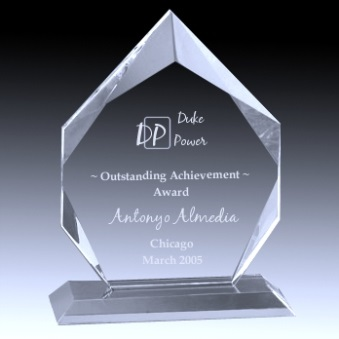 DP Duke
Power
~ Outstanding Achievement ~
Award
Antonyo Almedia
Chicago
March 2005